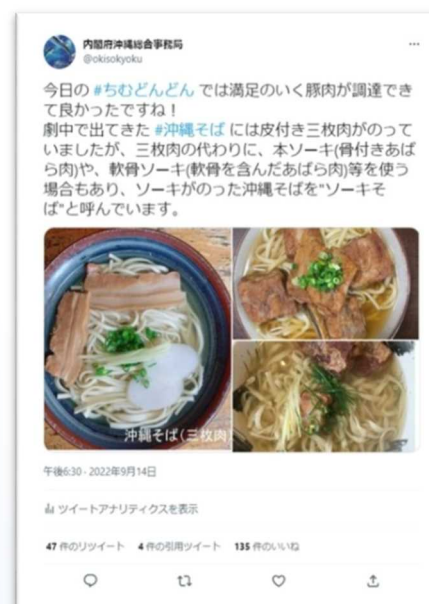 内閣府沖縄総合事務局
@okisokyoku
今日の #ちむどんどん では満足のいく豚肉が調達できて良かったですね！
劇中で出てきた #沖縄そば には皮付き三枚肉がのっていましたが、三枚肉の代わりに、本ソーキ(骨付きあばら肉)や、軟骨ソーキ(軟骨を含んだあばら肉)等を使う場合もあり、ソーキがのった沖縄そばを"ソーキそば"と呼んでいます。
沖縄そば(三枚肉)
午後6:30 · 2022年9月14日
ツイートアナリティクスを表示
47 件のリツイート 4 件の引用ツイート 135 件のいいね